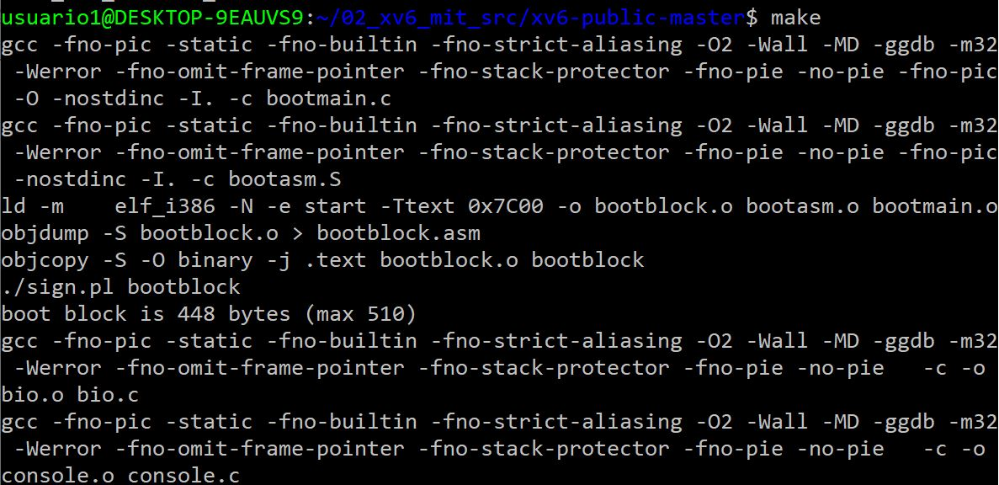 usuario1@DESKTOP-9EAUVS9:~/02_xv6_mit_src/xv6-public-master$ make
gcc -fno-pic -static -fno-builtin -fno-strict-aliasing -O2 -Wall -MD -ggdb -m32
 -Werror -fno-omit-frame-pointer -fno-stack-protector -fno-pie -no-pie -fno-pic
 -O -nostdinc -I. -c bootmain.c
gcc -fno-pic -static -fno-builtin -fno-strict-aliasing -O2 -Wall -MD -ggdb -m32
 -Werror -fno-omit-frame-pointer -fno-stack-protector -fno-pie -no-pie -fno-pic
 -nostdinc -I. -c bootasm.S
ld -m    elf_i386 -N -e start -Ttext 0x7C00 -o bootblock.o bootasm.o bootmain.o
objdump -S bootblock.o > bootblock.asm
objcopy -S -O binary -j .text bootblock.o bootblock
./sign.pl bootblock
boot block is 448 bytes (max 510)
gcc -fno-pic -static -fno-builtin -fno-strict-aliasing -O2 -Wall -MD -ggdb -m32
 -Werror -fno-omit-frame-pointer -fno-stack-protector -fno-pie -no-pie   -c -o
bio.o bio.c
gcc -fno-pic -static -fno-builtin -fno-strict-aliasing -O2 -Wall -MD -ggdb -m32
 -Werror -fno-omit-frame-pointer -fno-stack-protector -fno-pie -no-pie   -c -o
console.o console.c